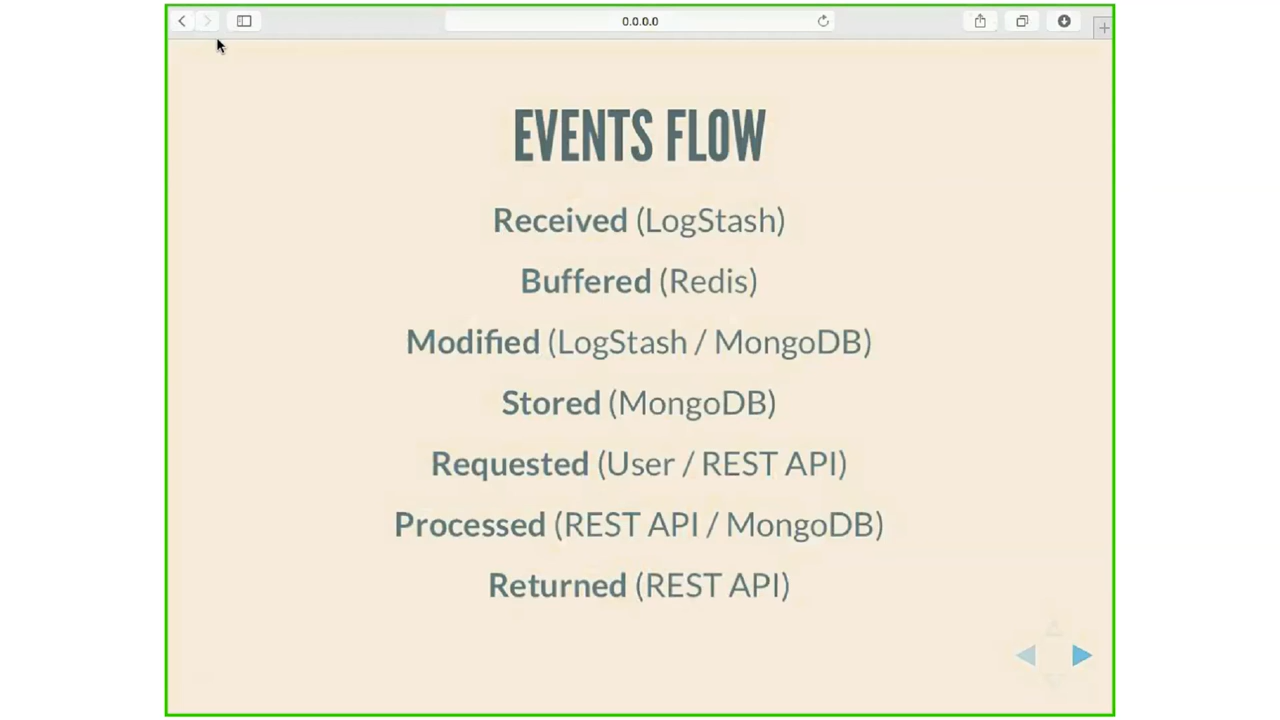 0.0.0.0
EVENTS FLOW
Received (LogStash)
Buffered (Redis)
Modified (LogStash / MongoDB)
Stored (MongoDB)
Requested (User / REST API)
Processed (REST API / MongoDB)
Returned (REST API)